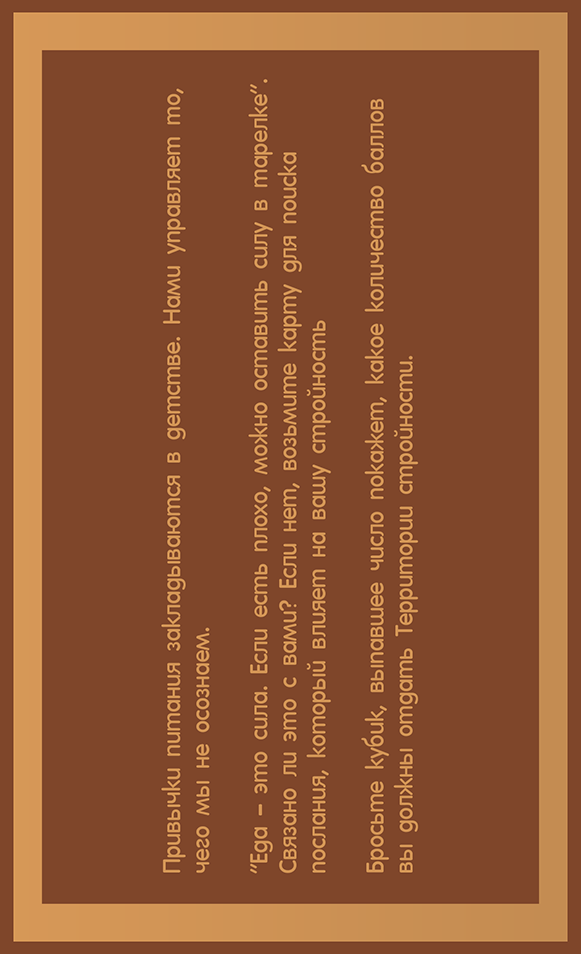 Привычки питания закладываются в детстве. Нами управляет то,
чего мы не осознаем.
"Еда – это сила. Если есть плохо, можно оставить силу в тарелке".
Связано ли это с вами? Если нет, возьмите карту для поиска
послания, который влияет на вашу стройность
Бросьте кубик, выпавшее число покажет, какое количество баллов
вы должны отдать Территории стройности.